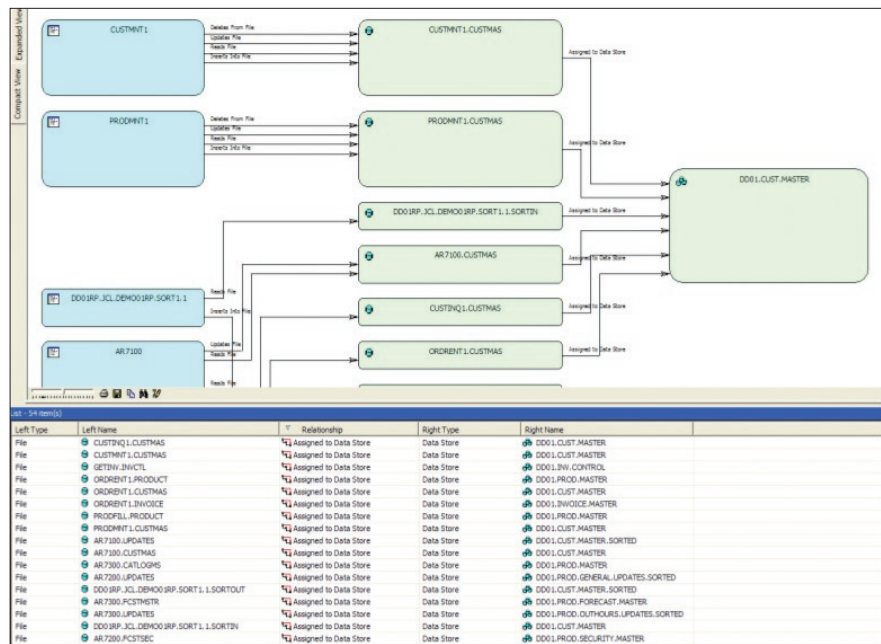 Expanded View
Compact View
CUSTMNT1
Deletes From File
Updates File
Reads File
Inserts Into File
CUSTMNT1.CUSTMAS
Assigned to Data Store
PRODMNT1
Deletes From File
Updates File
Reads File
Inserts Into File
PRODMNT1.CUSTMAS
Assigned to Data Store
DD01.CUST.MASTER
DD01RP.JCL.DEMO01RP.SORT1.1.SORTIN
Assigned to Data Store
AR7100.CUSTMAS
Assigned to Data Store
DD01RP.JCL.DEMO01RP.SORT1.1
Reads File
Inserts Into File
CUSTINQ1.CUSTMAS
Assigned to Data Store
AR7100
Updates File
Reads File
Reads File
ORDRENT1.CUSTMAS
Assigned to Data Store
List - 54 item(s)
Left Type Left Name Relationship Right Type Right Name
File CUSTINQ1.CUSTMAS Assigned to Data Store Data Store DD01.CUST.MASTER
File CUSTMNT1.CUSTMAS Assigned to Data Store Data Store DD01.CUST.MASTER
File GETINV.INVCTL Assigned to Data Store Data Store DD01.INV.CONTROL
File ORDRENT1.PRODUCT Assigned to Data Store Data Store DD01.PROD.MASTER
File ORDRENT1.CUSTMAS Assigned to Data Store Data Store DD01.CUST.MASTER
File ORDRENT1.INVOICE Assigned to Data Store Data Store DD01.INVOICE.MASTER
File PRODFILL.PRODUCT Assigned to Data Store Data Store DD01.PROD.MASTER
File PRODMNT1.CUSTMAS Assigned to Data Store Data Store DD01.CUST.MASTER
File AR7100.UPDATES Assigned to Data Store Data Store DD01.CUST.MASTER.SORTED
File AR7100.CUSTMAS Assigned to Data Store Data Store DD01.CUST.MASTER
File AR7300.CATLOGMS Assigned to Data Store Data Store DD01.PROD.MASTER
File AR7200.UPDATES Assigned to Data Store Data Store DD01.PROD.GENERAL.UPDATES.SORTED
File DD01RP.JCL.DEMO01RP.SORT1.1.SORTOUT Assigned to Data Store Data Store DD01.CUST.MASTER.SORTED
File AR7300.FCSTMSTR Assigned to Data Store Data Store DD01.PROD.FORECAST.MASTER
File AR7300.UPDATES Assigned to Data Store Data Store DD01.PROD.OUTHOURS.UPDATES.SORTED
File DD01RP.JCL.DEMO01RP.SORT1.1.SORTIN Assigned to Data Store Data Store DD01.CUST.MASTER
File AR7200.FCSTSEC Assigned to Data Store Data Store DD01.PROD.SECURITY.MASTER